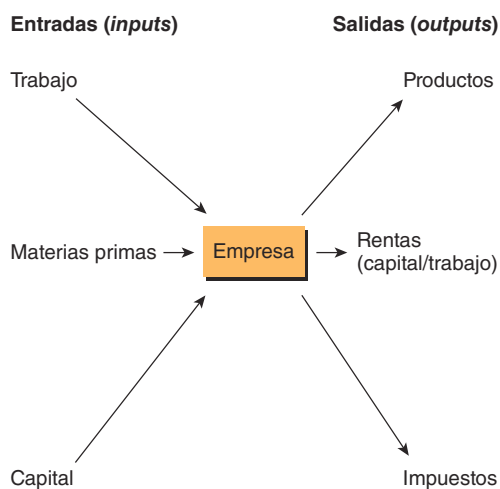 Entradas (inputs)
Salidas (outputs)
Trabajo
Productos
Materias primas
Empresa
Rentas
(capital/trabajo)
Capital
Impuestos